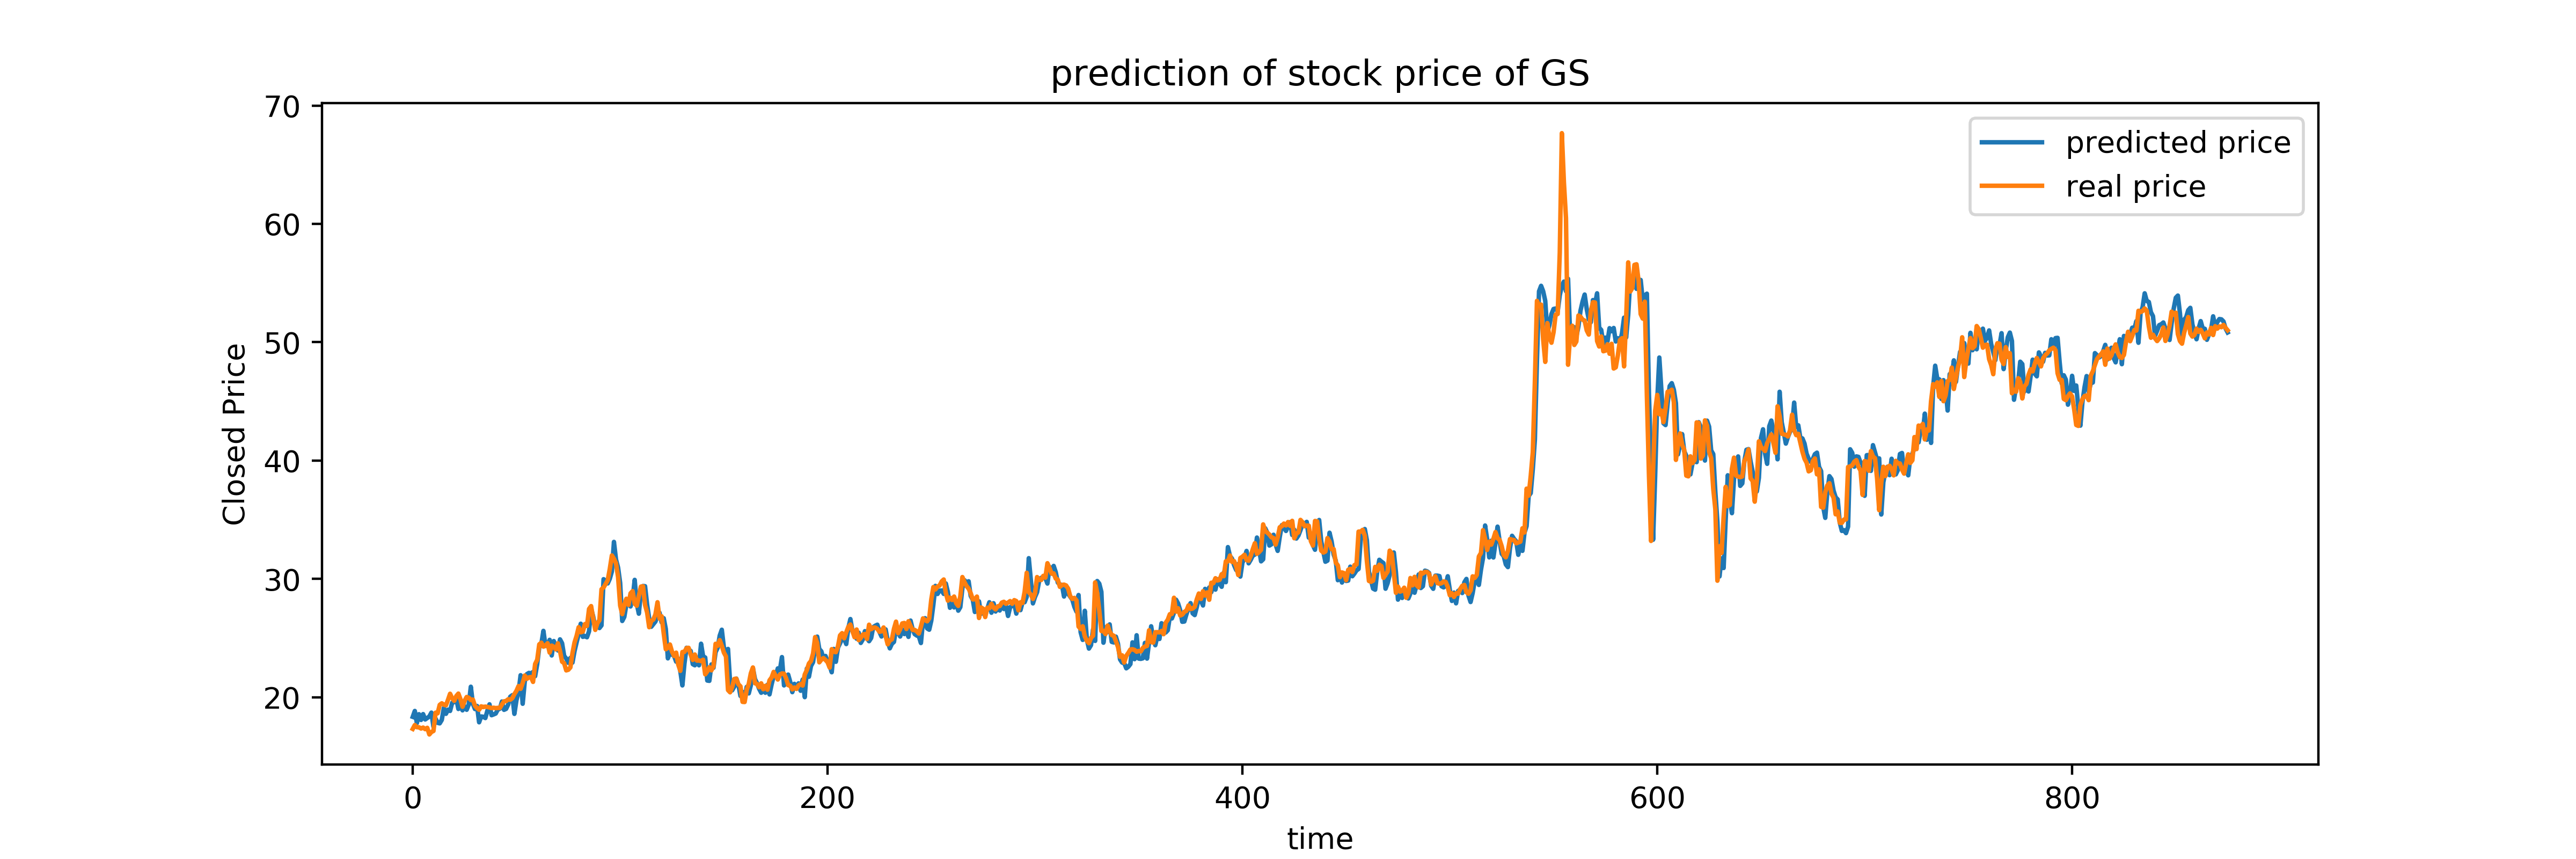 prediction of stock price of GS
70
60
50
40
30
20
Closed Price
predicted price
real price
0 200 400 600 800
time